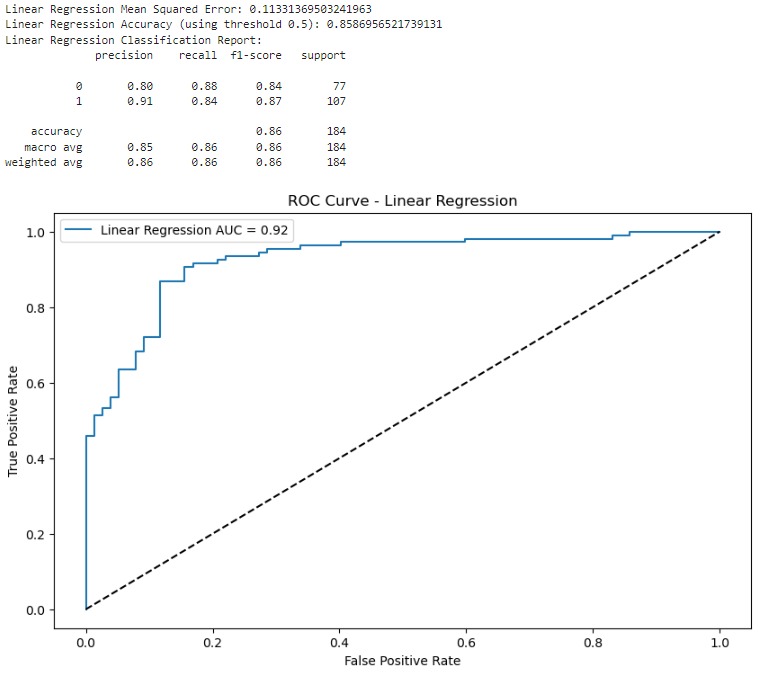 Linear Regression Mean Squared Error: 0.11331369503241963
Linear Regression Accuracy (using threshold 0.5): 0.8586956521739131
Linear Regression Classification Report:
precision recall f1-score support
0 0.80 0.88 0.84 77
1 0.91 0.84 0.87 107
accuracy 0.86 184
macro avg 0.85 0.86 0.86 184
weighted avg 0.86 0.86 0.86 184
ROC Curve - Linear Regression
Linear Regression AUC = 0.92
True Positive Rate
1.0
0.8
0.6
0.4
0.2
0.0
0.0 0.2 0.4 0.6 0.8 1.0
False Positive Rate